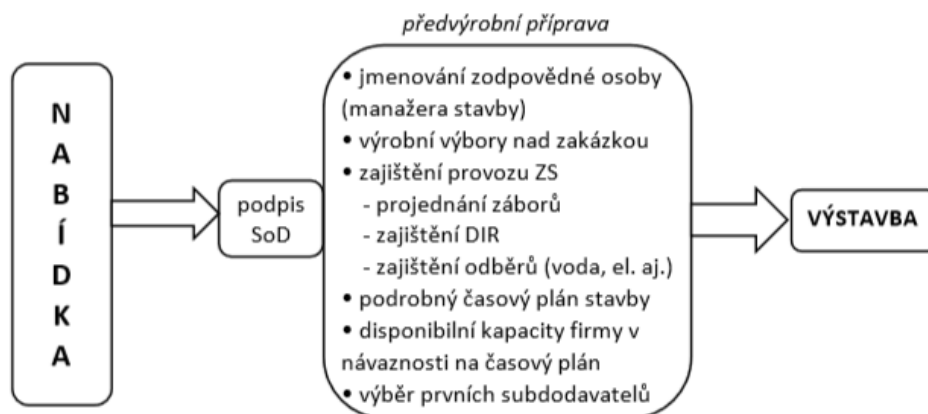 předvýrobní příprava
NABÍDKA
podpis
SoD
• jmenování zodpovědné osoby
(manažera stavby)
• výrobní výbory nad zakázkou
• zajištění provozu ZS
- projednání záborů
- zajištění DIR
- zajištění odběrů (voda, el. aj.)
• podrobný časový plán stavby
• disponibilní kapacity firmy v
návaznosti na časový plán
• výběr prvních subdodavatelů
VÝSTAVBA